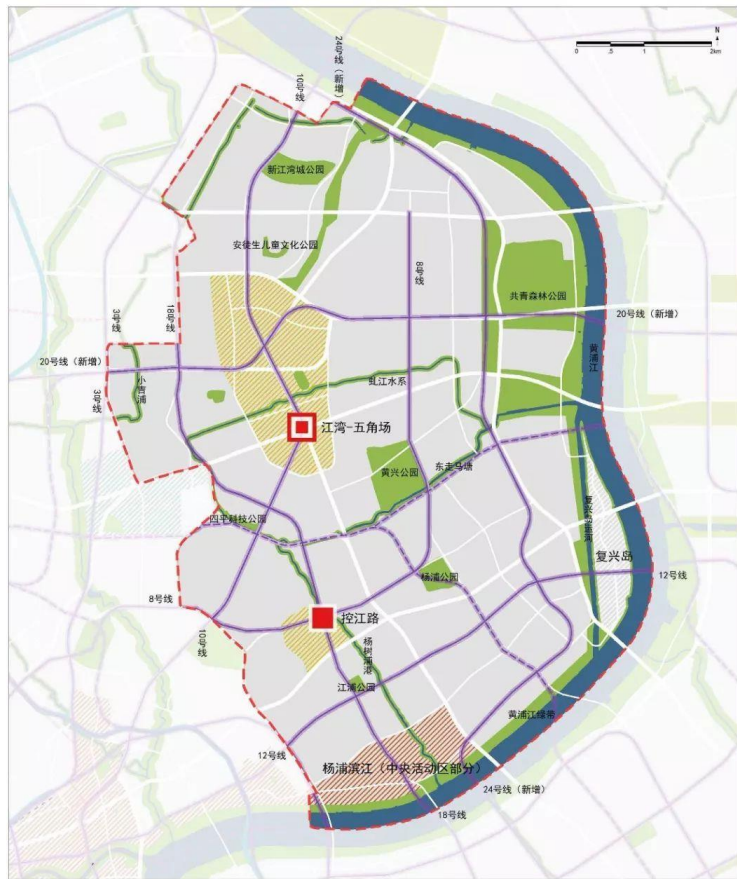 N
0 .5 1 2km
24号线（新增）
10号线
新江湾城公园
安徒生儿童文化公园
8号线
共青森林公园
3号线
18号线
20号线（新增）
黄浦江
20号线（新增）
小吉浦
虬江水系
3号线
江湾-五角场
黄兴公园
东走马塘
四平科技公园
复兴岛运河
复兴岛
杨浦公园
12号线
8号线
控江路
10号线
杨树浦港
江浦公园
黄浦江绿带
12号线
杨浦滨江（中央活动区部分）
24号线（新增）
18号线